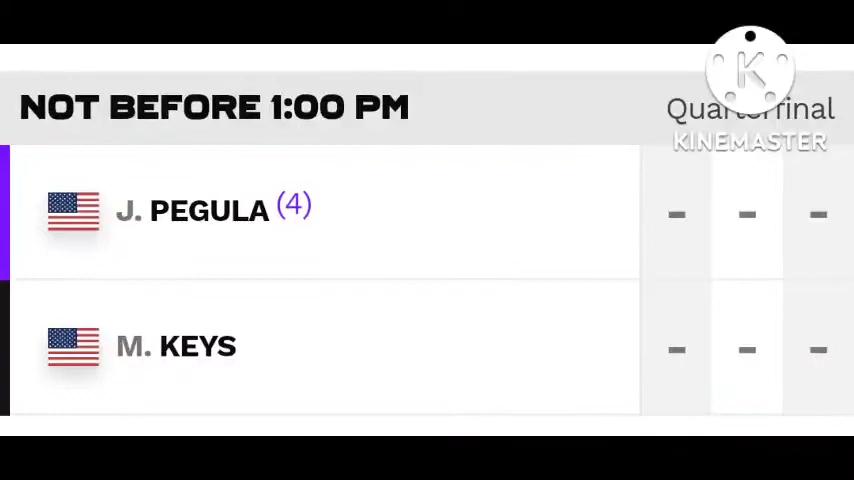 NOT BEFORE 1:00 PM
Quarterfinal
K
KINEMASTER
J. PEGULA (4)
- - -
M. KEYS
- - -